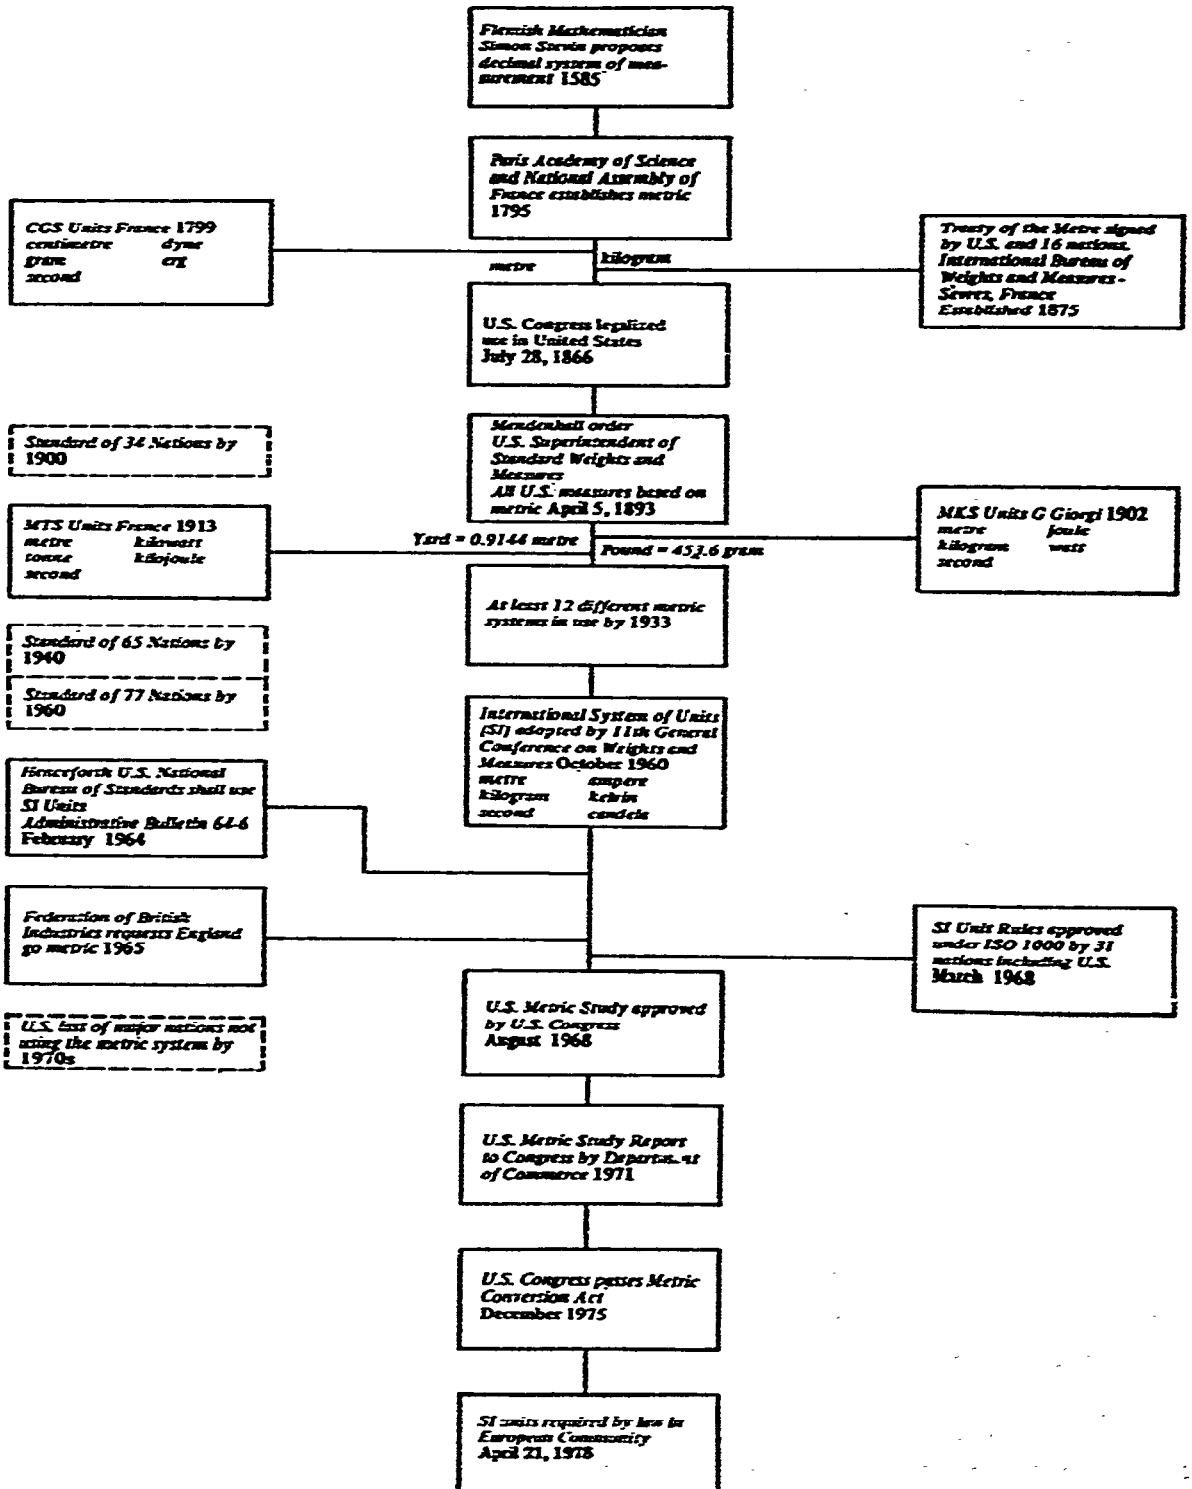 Flemish Mathematician
Simon Stevin proposes
decimal system of mea-
surement 1585
Paris Academy of Science
and National Assembly of
France establishes metric
1795
CGS Units France 1799
centimetre dyne
gram erg
second
metre
kilogram
Treaty of the Metre signed
by U.S. and 16 nations.
International Bureau of
Weights and Measures -
Sevres, France
Established 1875
U.S. Congress legalized
use in United States
July 28, 1866
Standard of 34 Nations by
1900
Mendenhall order
U.S. Superintendent of
Standard Weights and
Measures
All U.S. measures based on
metric April 5, 1893
MTS Units France 1913
metre kilowatt
tonne kilojoule
second
Yard = 0.9144 metre
Pound = 453.6 gram
MKS Units G Giorgi 1902
metre joule
kilogram watt
second
At least 12 different metric
systems in use by 1933
Standard of 65 Nations by
1940
Standard of 77 Nations by
1960
International System of Units
(SI) adopted by 11th General
Conference on Weights and
Measures October 1960
metre ampere
kilogram kelvin
second candela
Henceforth U.S. National
Bureau of Standards shall use
SI Units
Administrative Bulletin 64-6
February 1964
Federation of British
Industries requests England
go metric 1965
SI Unit Rules approved
under ISO 1000 by 31
nations including U.S.
March 1968
U.S. Metric Study approved
by U.S. Congress
August 1968
U.S. last of major nations not
using the metric system by
1970s
U.S. Metric Study Report
to Congress by Department
of Commerce 1971
U.S. Congress passes Metric
Conversion Act
December 1975
SI units required by law in
European Community
April 21, 1978